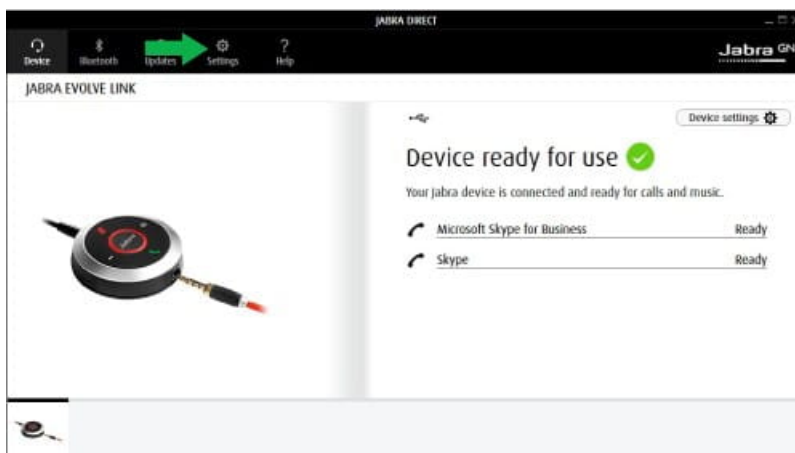 JABRA DIRECT
Device Bluetooth Updates Settings ? Help
Jabra GN
JABRA EVOLVE LINK
Device settings
Device ready for use
Your Jabra device is connected and ready for calls and music.
Microsoft Skype for Business Ready
Skype Ready